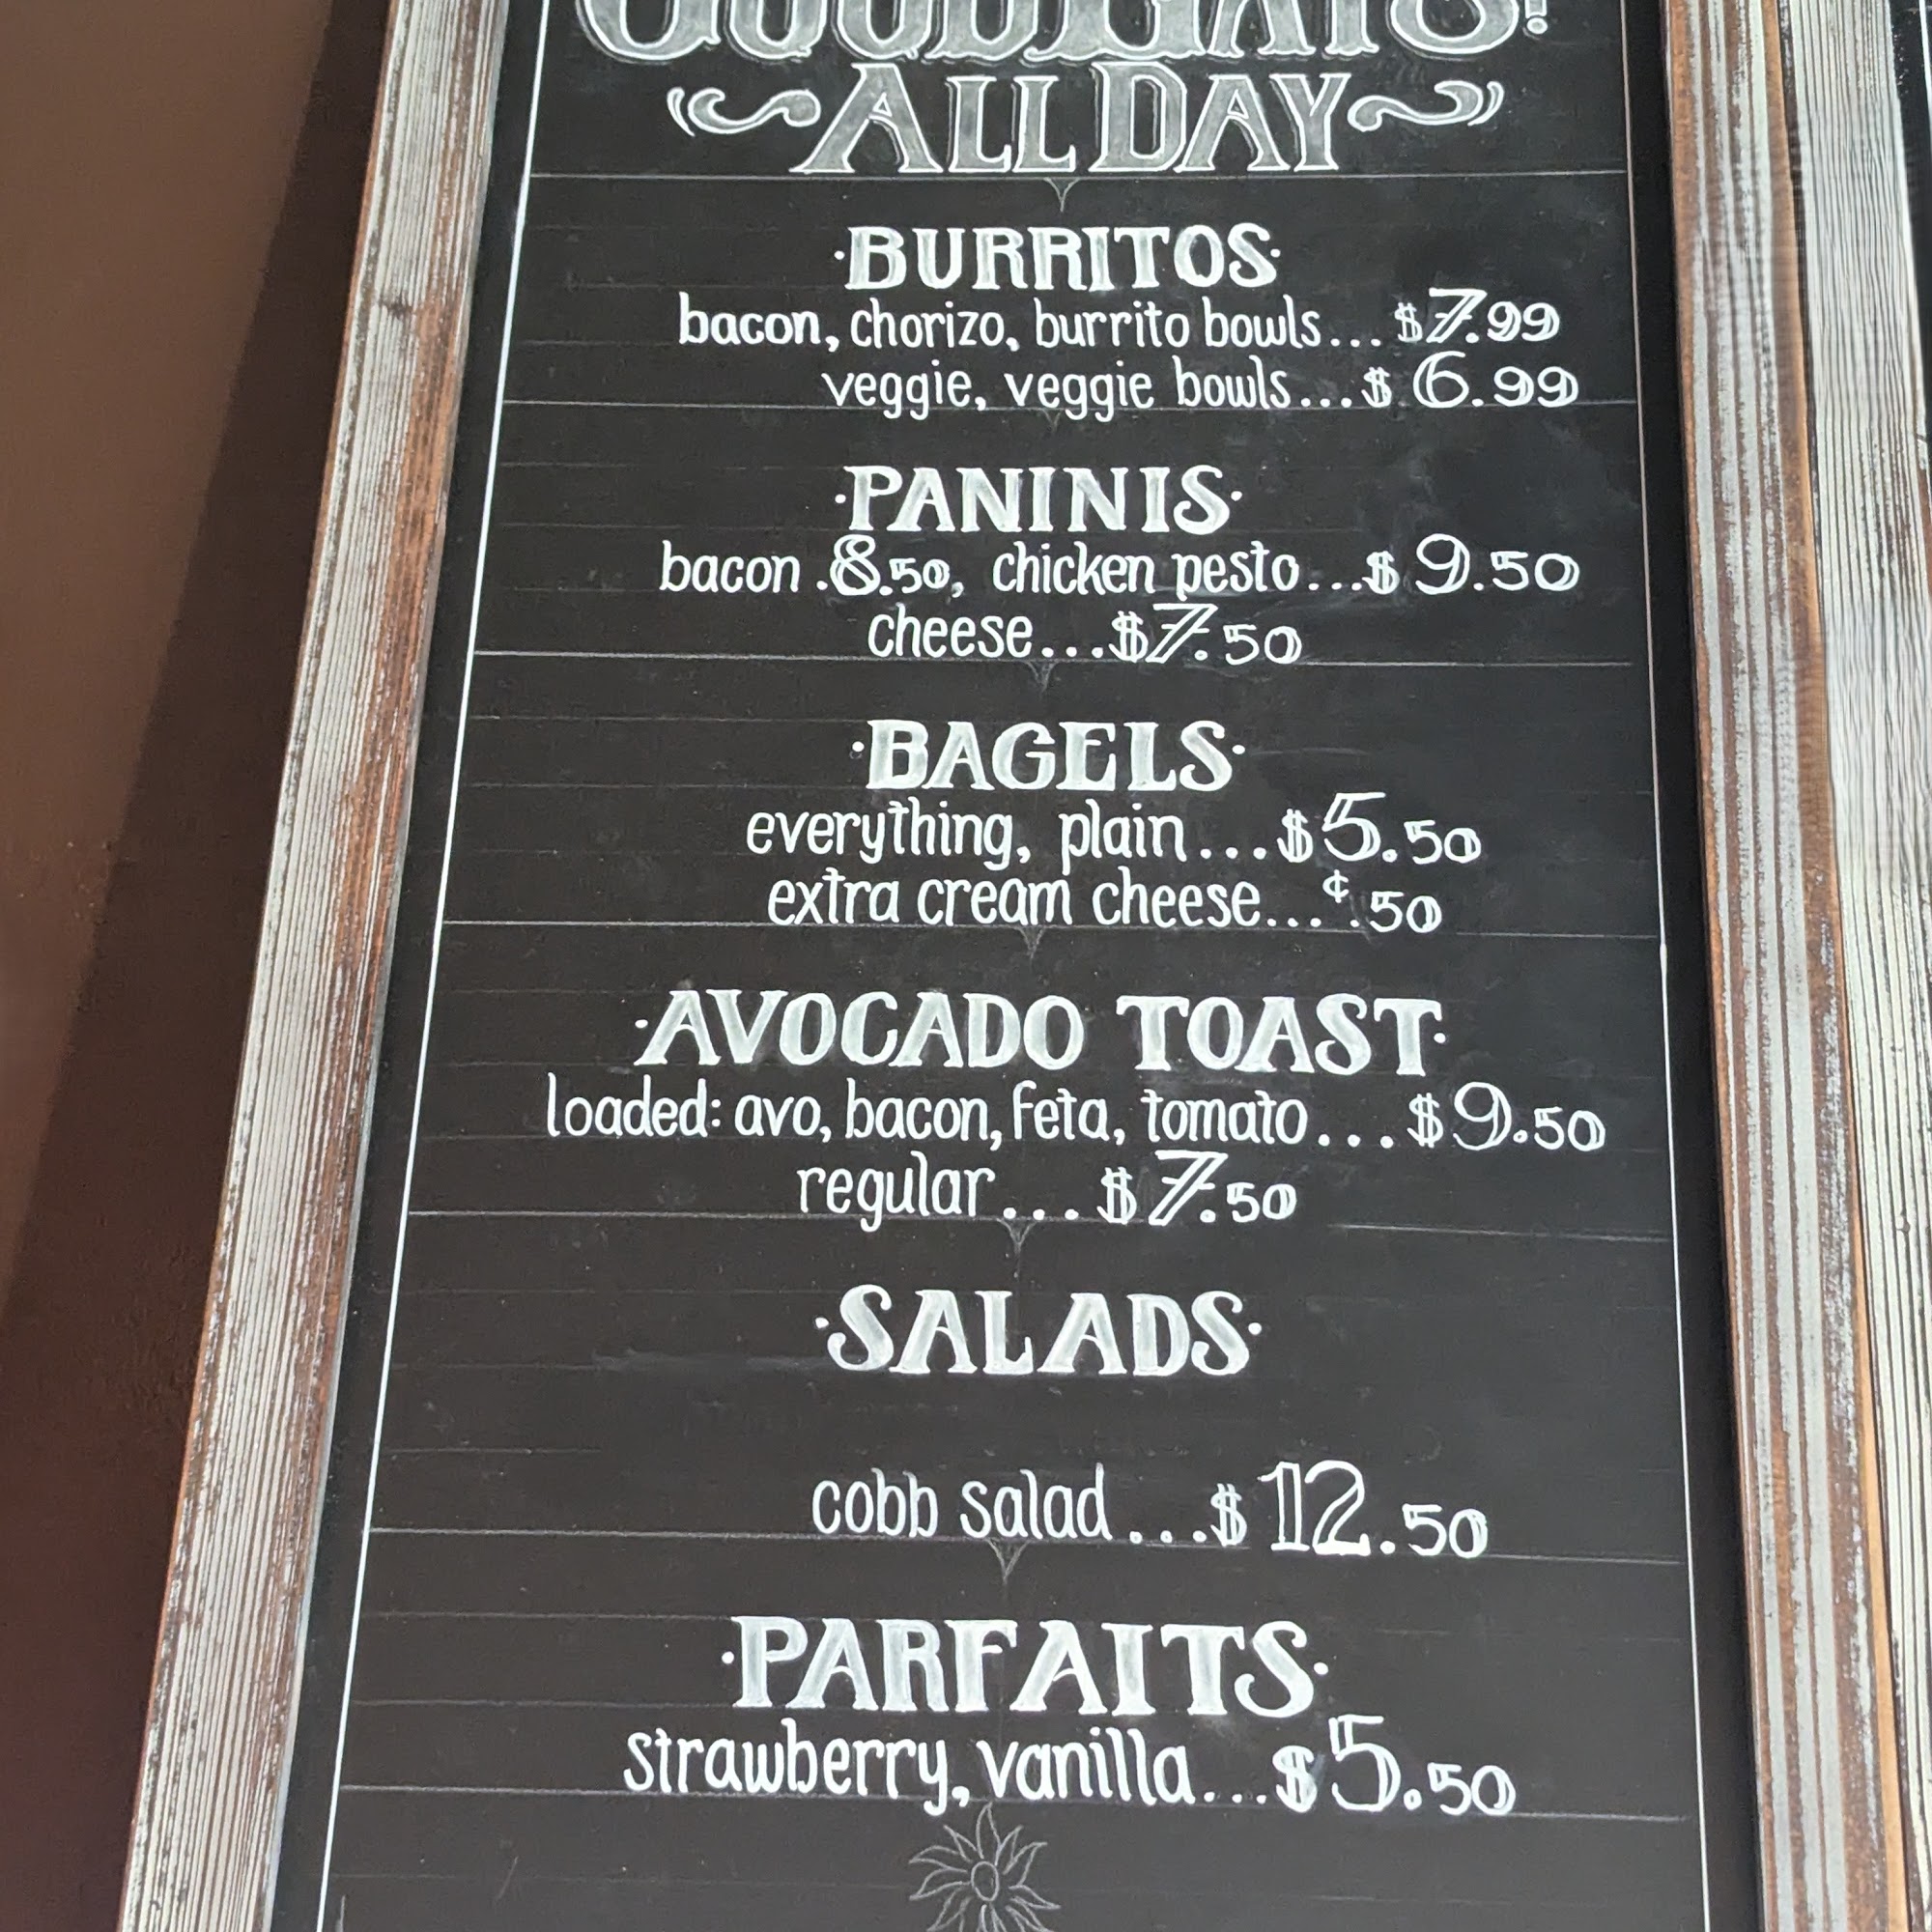 GOOD EATS!
ALL DAY
·BURRITOS·
bacon, chorizo, burrito bowls... $7.99
veggie, veggie bowls...$ 6.99
·PANINIS·
bacon .8.50, chicken pesto...$ 9.50
cheese...$7.50
·BAGELS·
everything, plain...$5.50
extra cream cheese...¢.50
·AVOCADO TOAST·
loaded: avo, bacon, feta, tomato...$9.50
regular...$7.50
·SALADS·
cobb salad...$12.50
·PARFAITS·
strawberry, vanilla...$5.50